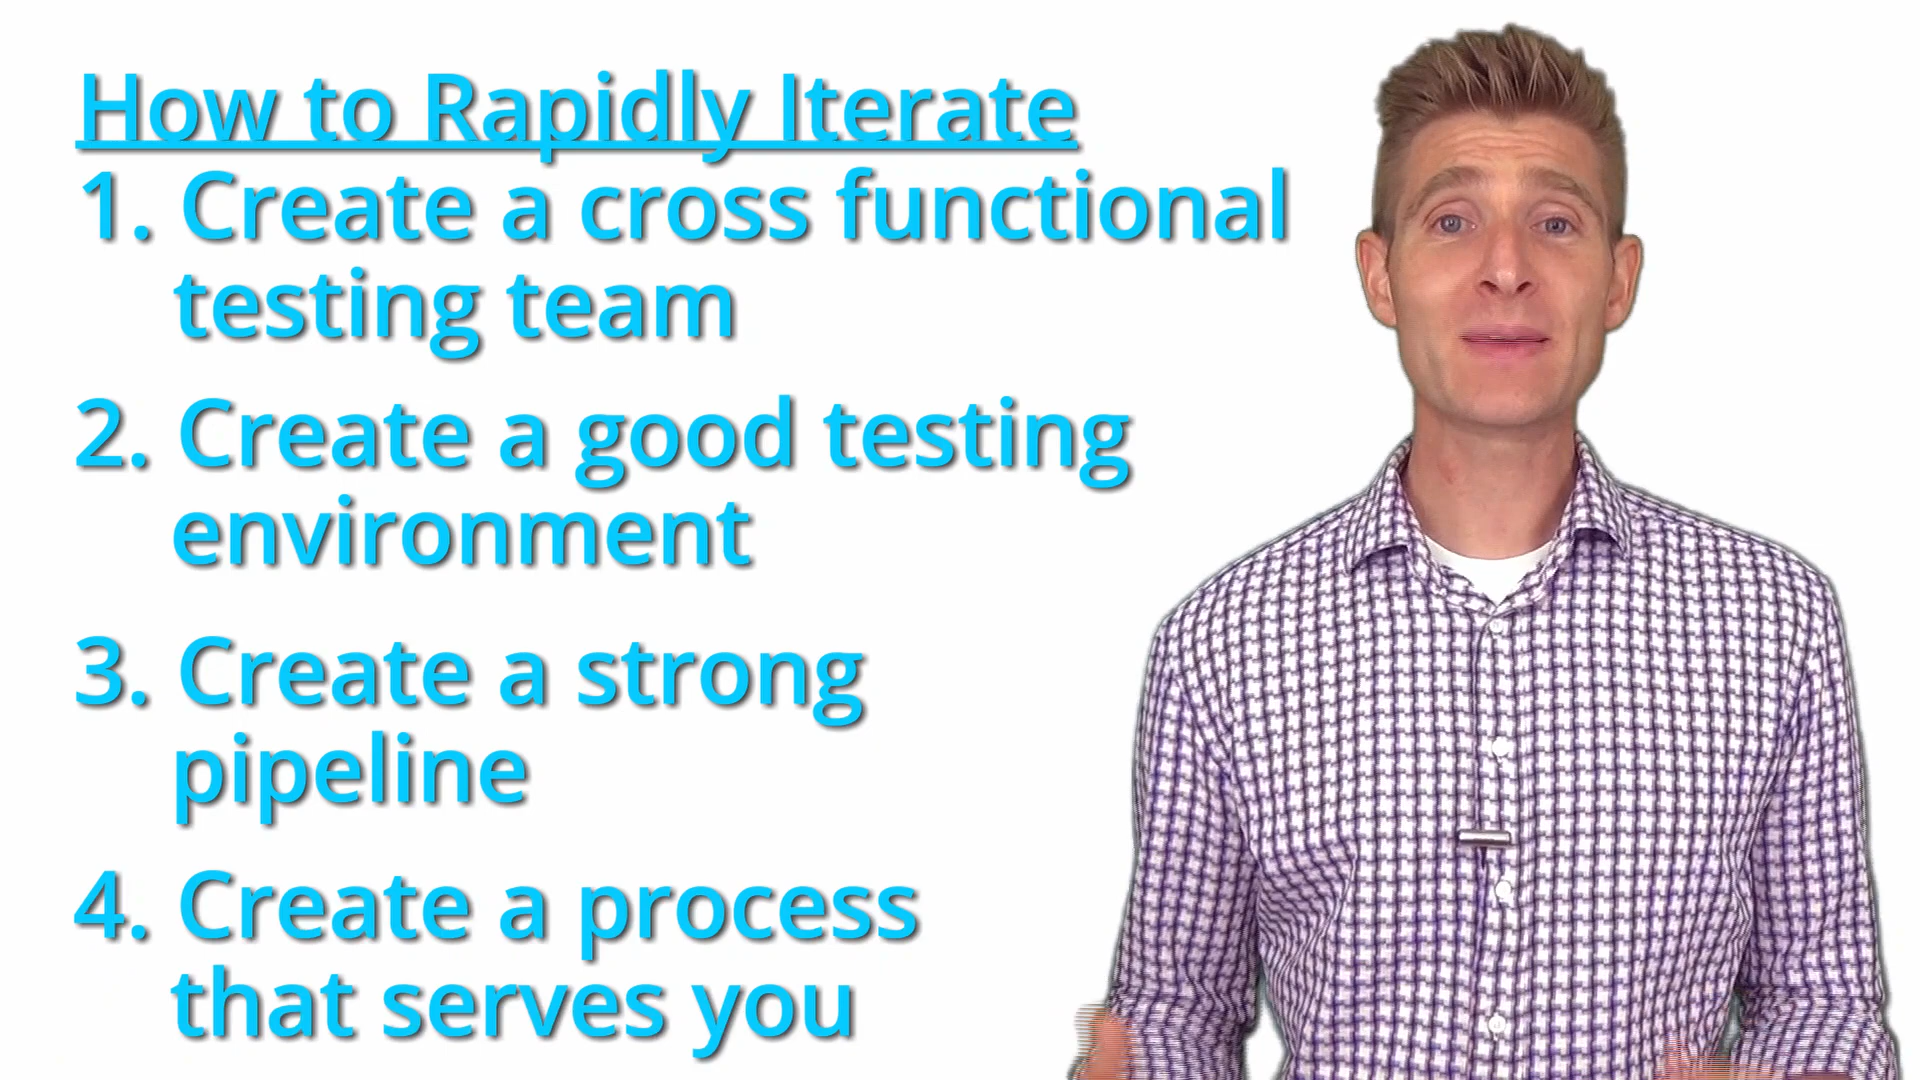 How to Rapidly Iterate
1. Create a cross functional
testing team
2. Create a good testing
environment
3. Create a strong
pipeline
4. Create a process
that serves you